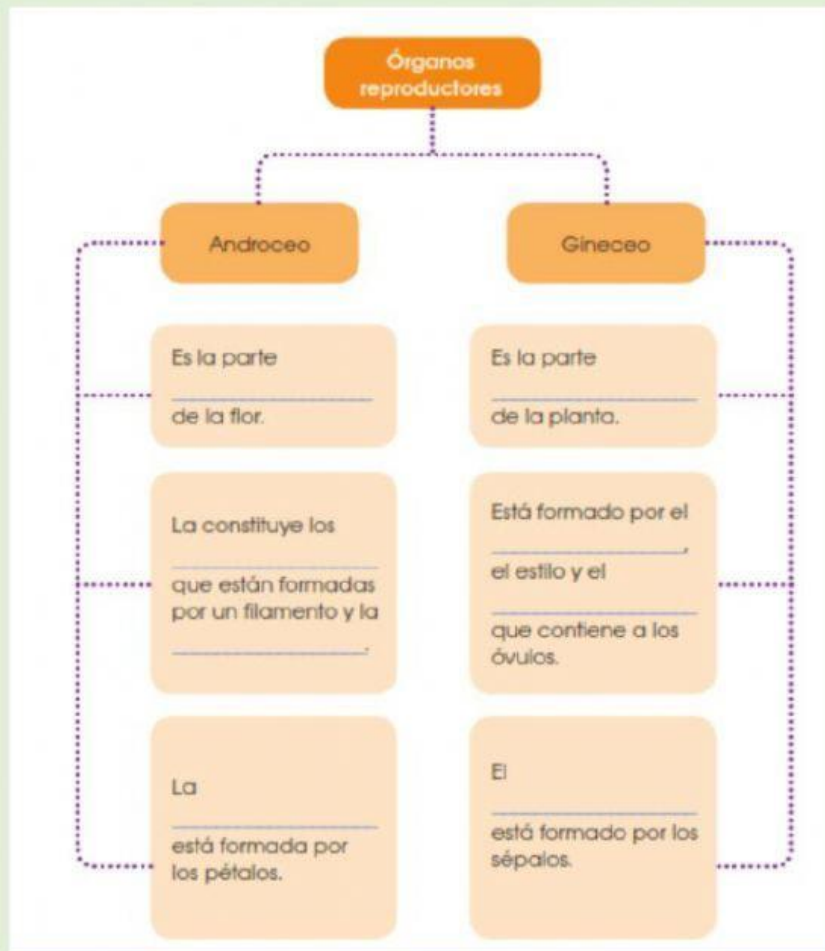 Órganos
reproductores
Androceo
Gineceo
Es la parte
de la flor.
Es la parte
de la planta.
La constituye los
que están formadas
por un filamento y la
.
Está formado por el
,
el estilo y el
que contiene a los
óvulos.
La
está formada por
los pétalos.
El
está formado por los
sépalos.